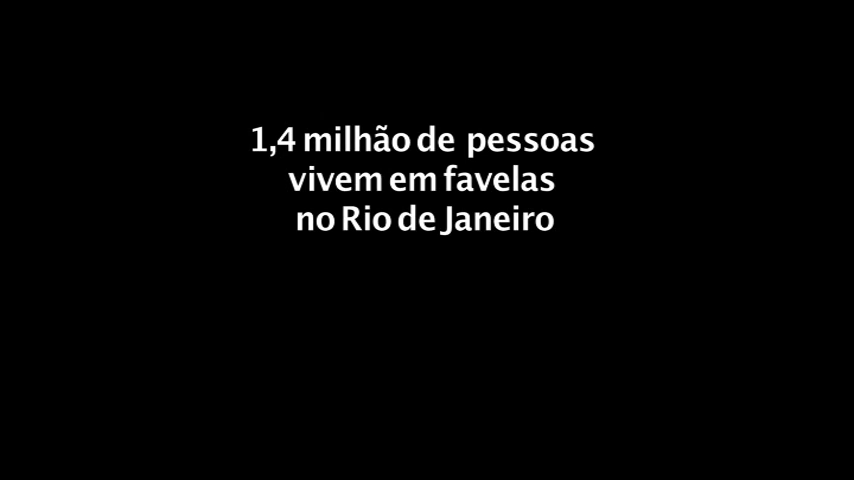 1,4 milhão de pessoas
vivem em favelas
no Rio de Janeiro